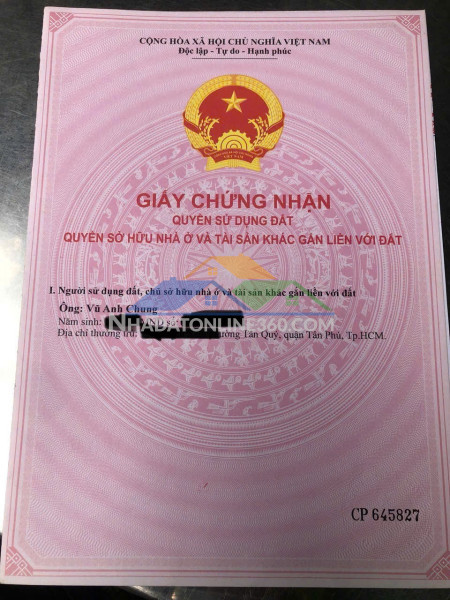 CỘNG HÒA XÃ HỘI CHỦ NGHĨA VIỆT NAM
Độc lập - Tự do - Hạnh phúc
VIỆT NAM
GIẤY CHỨNG NHẬN
QUYỀN SỬ DỤNG ĐẤT
QUYỀN SỞ HỮU NHÀ Ở VÀ TÀI SẢN KHÁC GẮN LIỀN VỚI ĐẤT
I. Người sử dụng đất, chủ sở hữu nhà ở và tài sản khác gắn liền với đất
Ông: Vũ Anh Chung
Năm sinh:
NHADATONLINE360.COM
Địa chỉ thường trú: phường Tân Quý, quận Tân Phú, Tp.HCM.
CP 645827